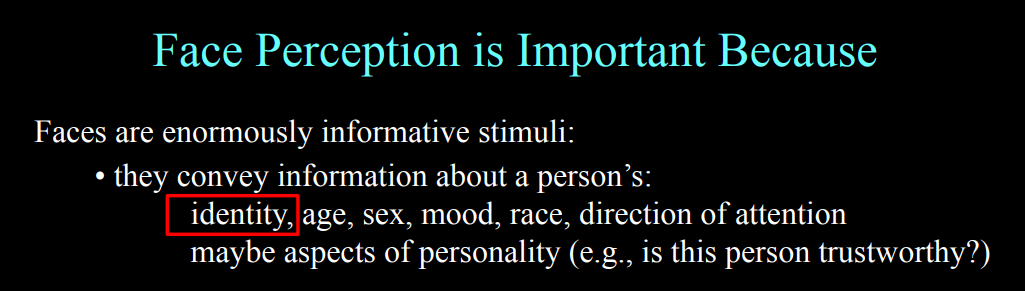 Face Perception is Important Because
Faces are enormously informative stimuli:
• they convey information about a person’s:
identity, age, sex, mood, race, direction of attention
maybe aspects of personality (e.g., is this person trustworthy?)